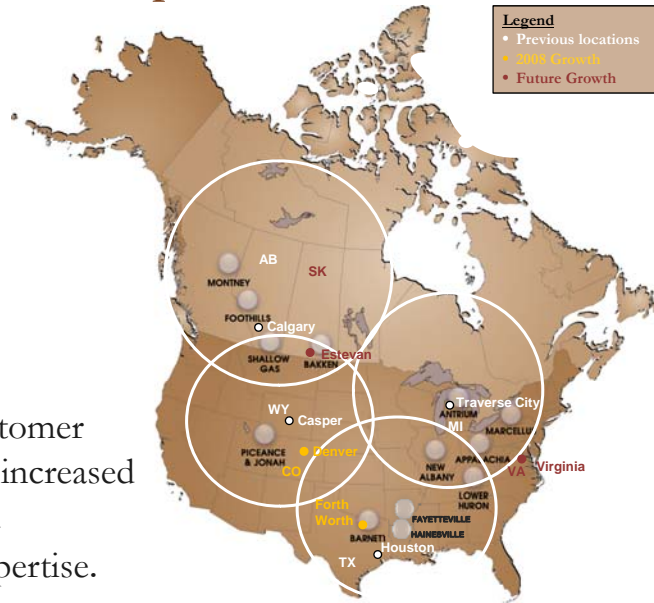 Legend
• Previous locations
• 2008 Growth
• Future Growth
AB
SK
MONTNEY
FOOTHILLS
Calgary
SHALLOW
GAS
BAKKEN
Estevan
WY
Casper
PICEANCE
& JONAH
CO
Denver
Traverse City
ANTRIUM
MI
MARCELLUS
NEW
ALBANY
APPALACHIA
VA
Virginia
LOWER
HURON
Forth
Worth
BARNETT
FAYETTEVILLE
HAINESVILLE
Houston
TX
tomer
increased
pertise.